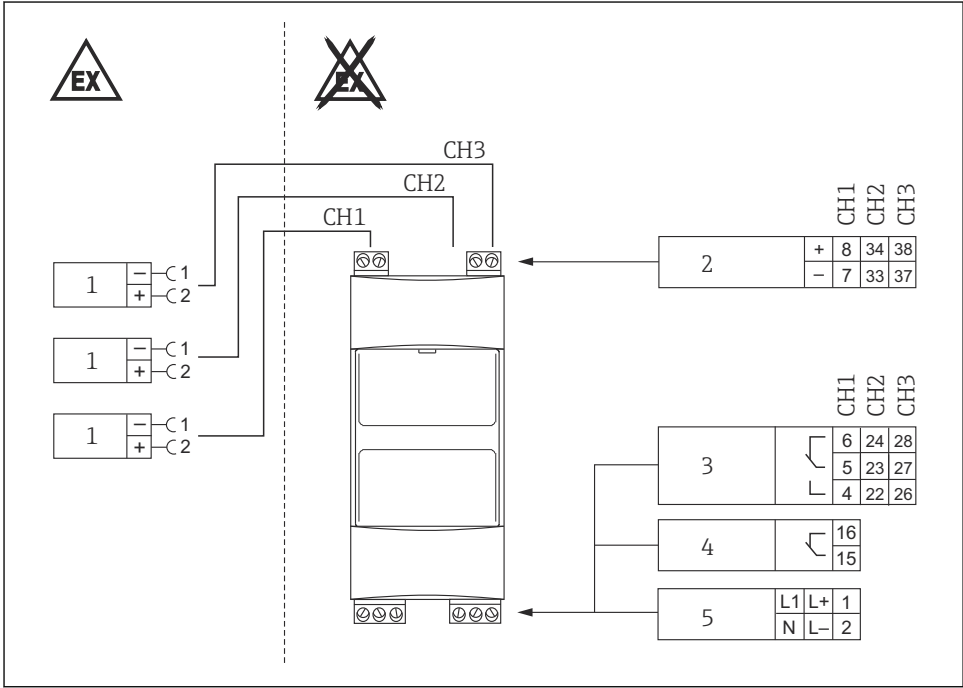 EX
EX
CH3
CH2
CH1
1 − 1
+ 2
1 − 1
+ 2
1 − 1
+ 2
CH1 CH2 CH3
2 + 8 34 38
− 7 33 37
CH1 CH2 CH3
3 6 24 28
5 23 27
4 22 26
4 16
15
5 L1 L+ 1
N L− 2